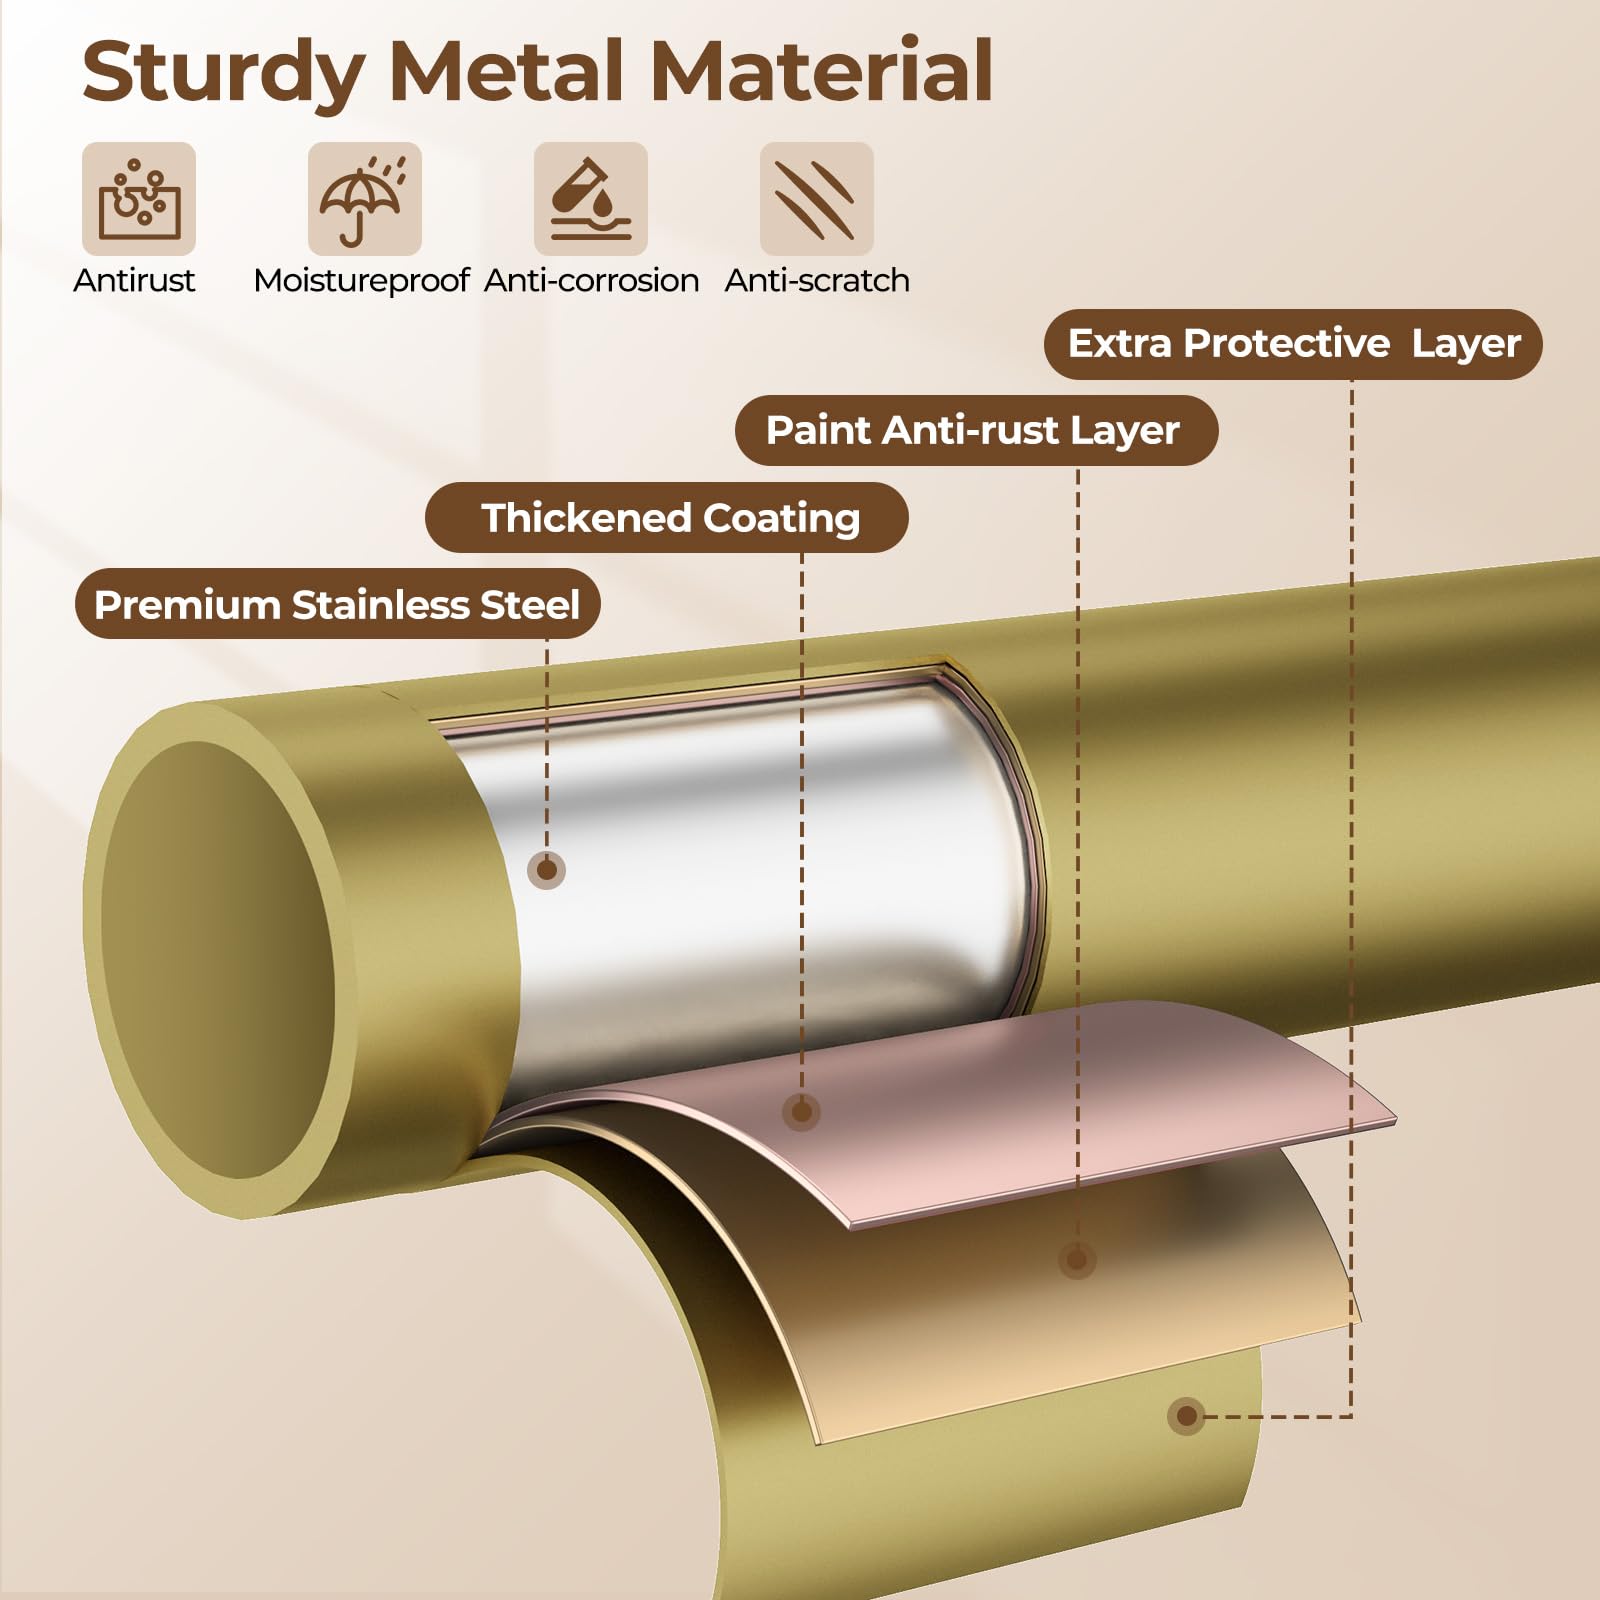 Sturdy Metal Material
Antirust
Moistureproof
Anti-corrosion
Anti-scratch
Extra Protective Layer
Paint Anti-rust Layer
Thickened Coating
Premium Stainless Steel